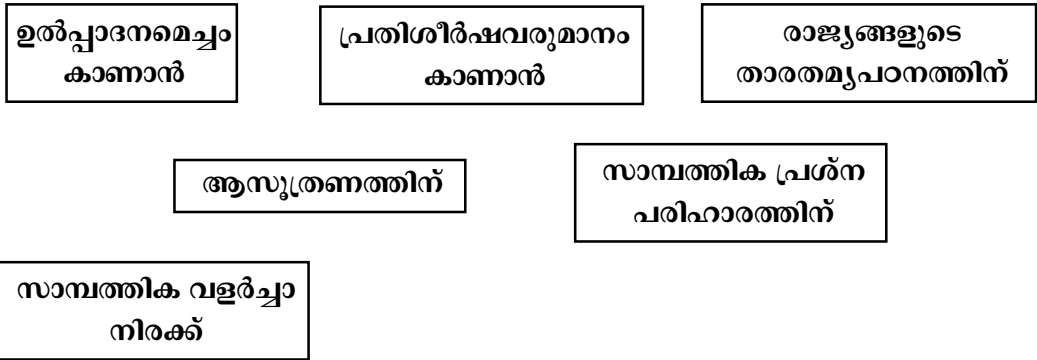 ഉൽപ്പാദനമെച്ചം
കാണാൻ
പ്രതിശീർഷവരുമാനം
കാണാൻ
രാജ്യങ്ങളുടെ
താരതമ്യപഠനത്തിന്
ആസൂത്രണത്തിന്
സാമ്പത്തിക പ്രശ്ന
പരിഹാരത്തിന്
സാമ്പത്തിക വളർച്ചാ
നിരക്ക്